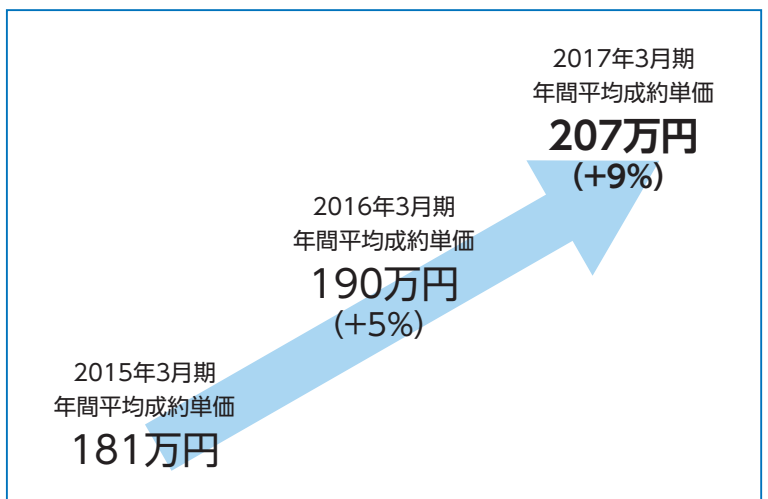 2017年3月期
年間平均成約単価
207万円
(+9%)
2016年3月期
年間平均成約単価
190万円
(+5%)
2015年3月期
年間平均成約単価
181万円